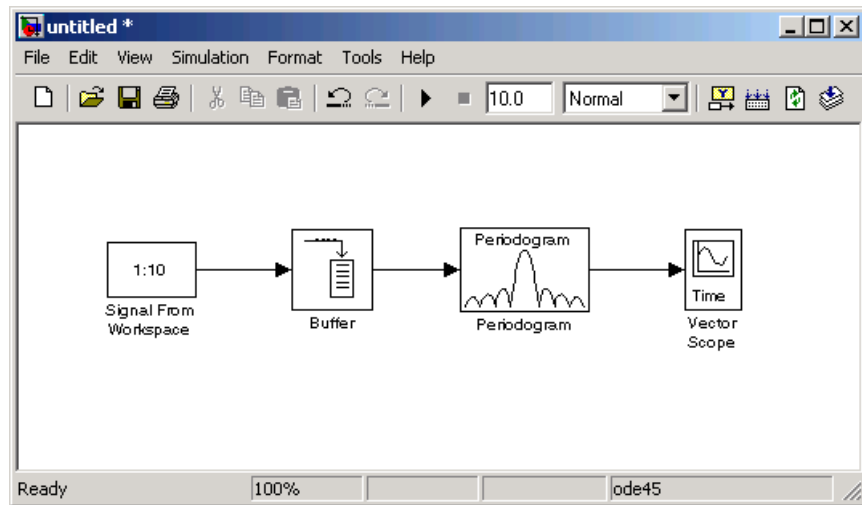 untitled *
File Edit View Simulation Format Tools Help
10.0 Normal
Periodogram
1:10
Time
Signal From
Workspace
Buffer
Periodogram
Vector
Scope
Ready 100% ode45